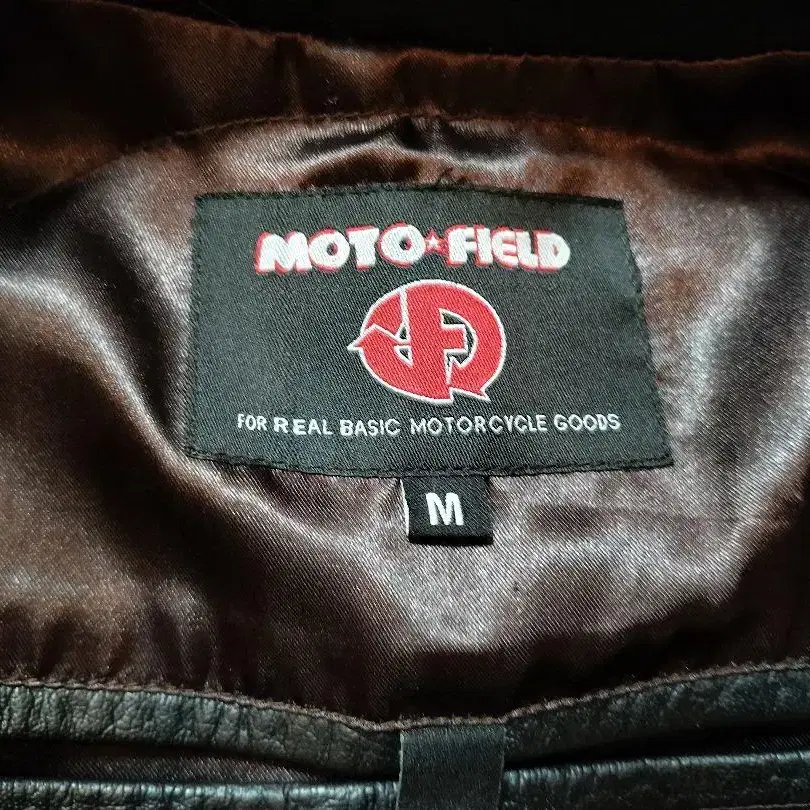 MOTO★FIELD
F
FOR REAL BASIC MOTORCYCLE GOODS
M